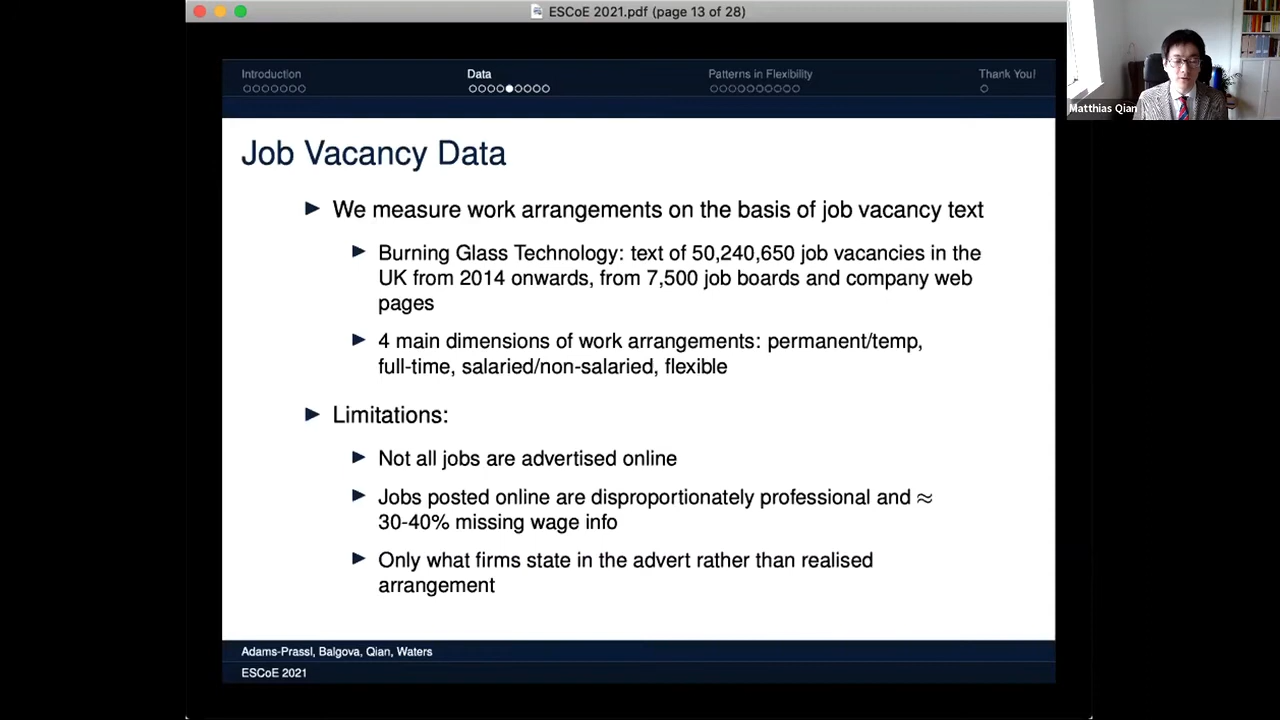 ESCoE 2021.pdf (page 13 of 28)
Introduction
Data
Patterns in Flexibility
Thank You!
Matthias Qian
Job Vacancy Data
We measure work arrangements on the basis of job vacancy text
Burning Glass Technology: text of 50,240,650 job vacancies in the
UK from 2014 onwards, from 7,500 job boards and company web
pages
4 main dimensions of work arrangements: permanent/temp,
full-time, salaried/non-salaried, flexible
Limitations:
Not all jobs are advertised online
Jobs posted online are disproportionately professional and ≈
30-40% missing wage info
Only what firms state in the advert rather than realised
arrangement
Adams-Prassl, Balgova, Qian, Waters
ESCoE 2021